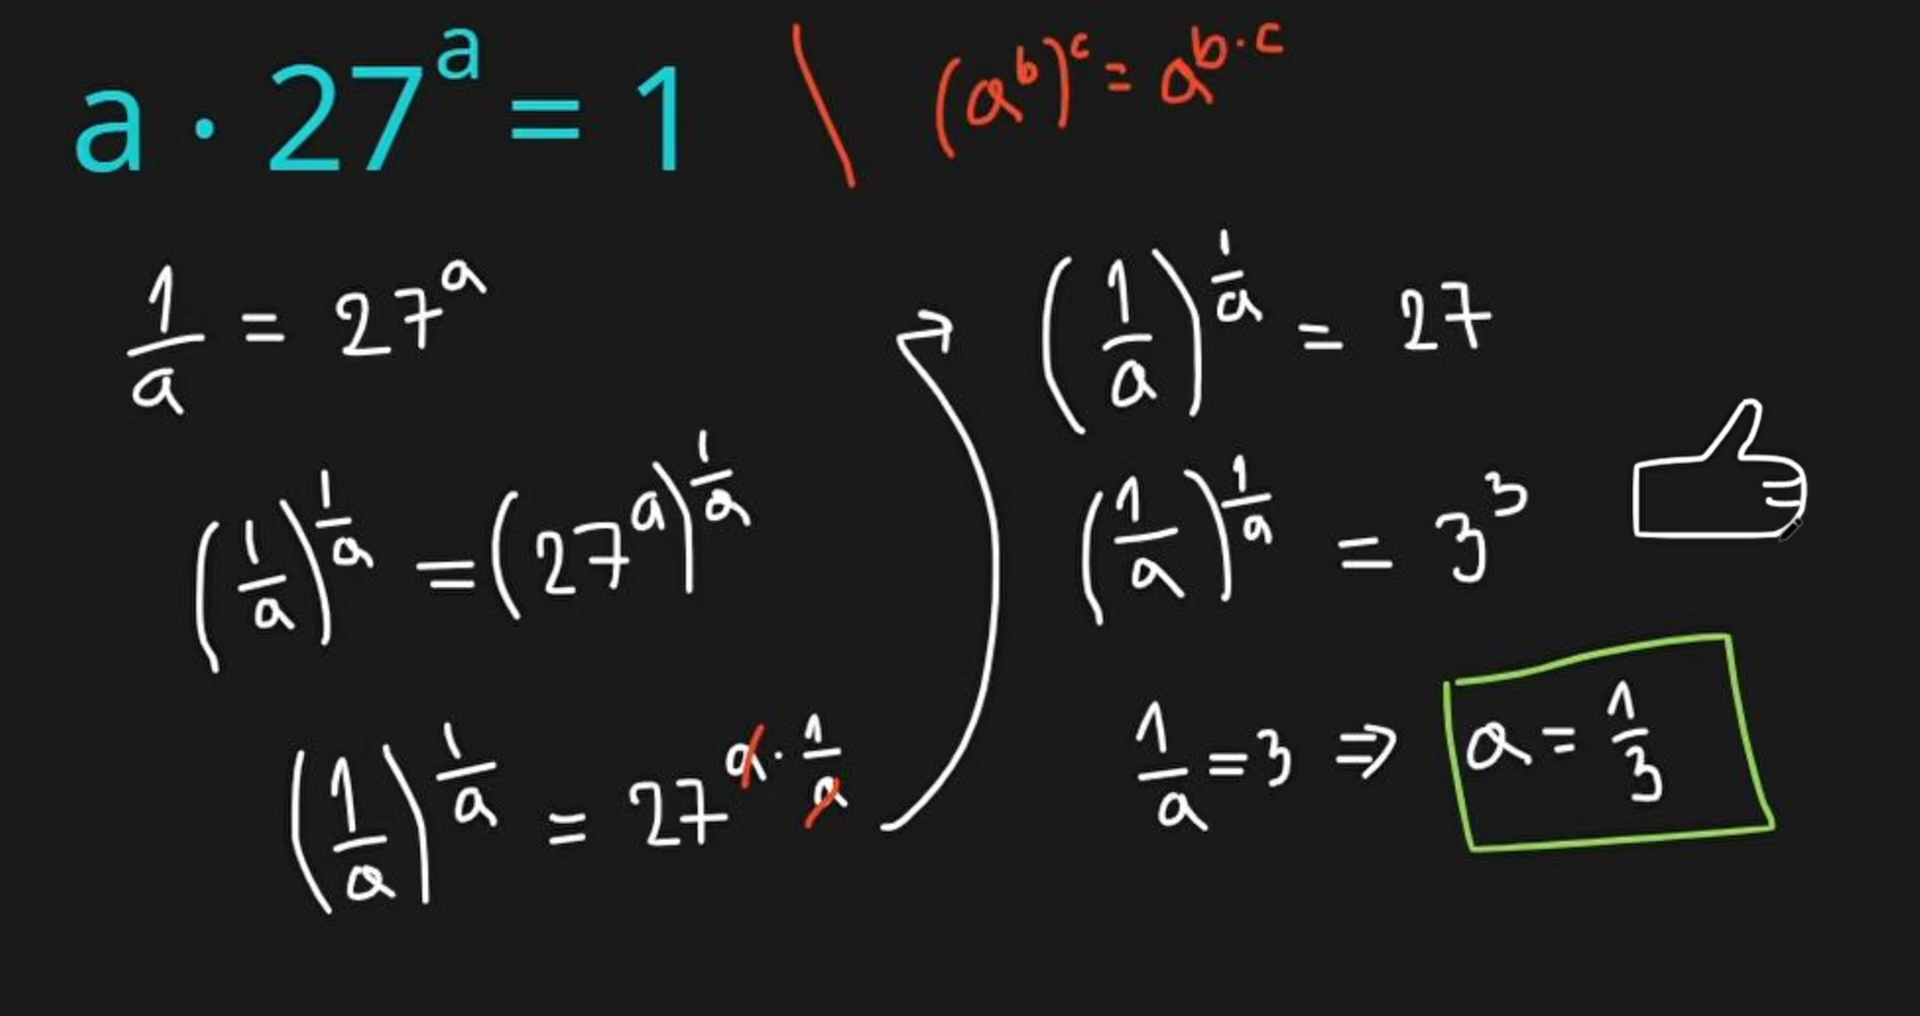 a · 27^a = 1
(a^b)^c = a^{b·c}
1/a = 27^a
(1/a)^{1/a} = (27^a)^{1/a}
(1/a)^{1/a} = 27^{a · 1/a}
(1/a)^{1/a} = 27
(1/a)^{1/a} = 3^3
1/a = 3 ⇒ a = 1/3